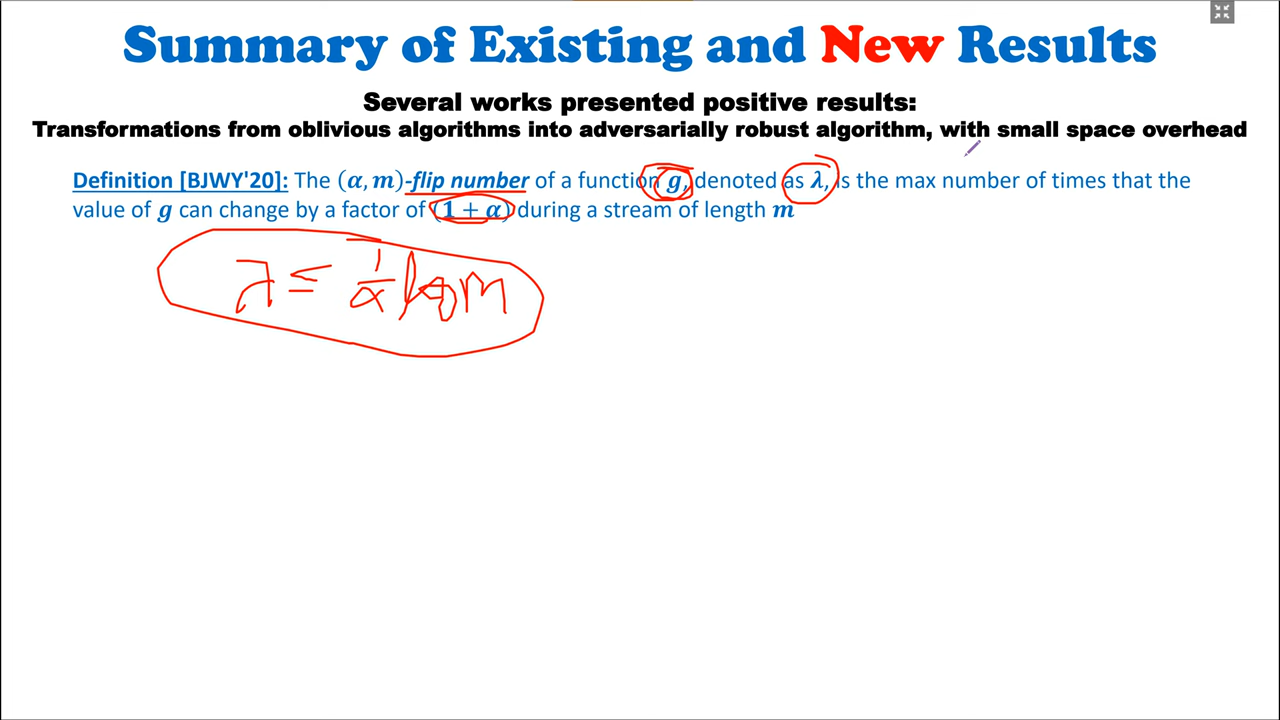 Summary of Existing and New Results
Several works presented positive results:
Transformations from oblivious algorithms into adversarially robust algorithm, with small space overhead
Definition [BJWY'20]: The (α, m)-flip number of a function g, denoted as λ, is the max number of times that the
value of g can change by a factor of (1 + α) during a stream of length m
λ ≤ 1/α log m